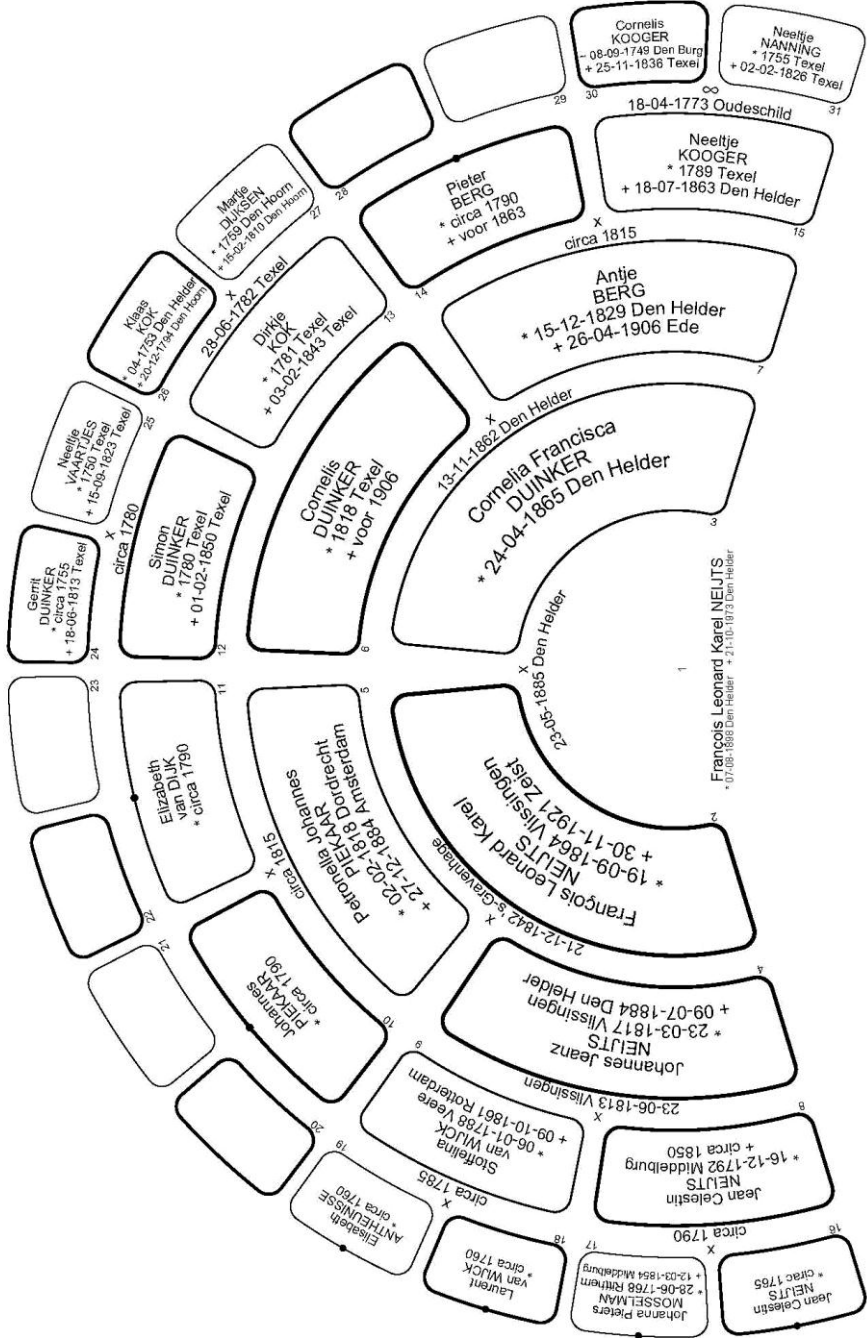 François Leonard Karel NEIJTS
* 07-08-1898 Den Helder + 21-10-1973 Den Helder
1
23-05-1885 Den Helder
X
François Leonard Karel
NEIJTS
* 19-09-1864 Vlissingen
+ 30-11-1921 Zeist
2
Cornelia Francisca
DUINKER
* 24-04-1865 Den Helder
3
21-12-1842 's-Gravenhage
X
Johannes Jeanz
NEIJTS
* 23-03-1817 Vlissingen
+ 09-07-1884 Den Helder
4
Petronella Johannes
PIEKAAR
* 02-02-1818 Dordrecht
+ 27-12-1884 Amsterdam
5
13-11-1862 Den Helder
X
Cornelis
DUINKER
* 1818 Texel
+ voor 1906
6
Antje
BERG
* 15-12-1829 Den Helder
+ 26-04-1906 Ede
7
23-06-1813 Vlissingen
X
Jean Celestin
NEIJTS
* 16-12-1792 Middelburg
+ circa 1850
8
Stoffelina
van WIJCK
* 06-01-1788 Veere
+ 09-10-1861 Rotterdam
9
circa 1815
X
Johannes
PIEKAAR
* circa 1790
10
Elizabeth
van DIJK
* circa 1790
11
Simon
DUINKER
* 1780 Texel
+ 01-02-1850 Texel
12
Dirkje
KOK
* 1781 Texel
+ 03-02-1843 Texel
13
circa 1815
X
Pieter
BERG
* circa 1790
+ voor 1863
14
Neeltje
KOOGER
* 1789 Texel
+ 18-07-1863 Den Helder
15
circa 1790
X
Jean Celestin
NEIJTS
* cirac 1765
16
Johanna Pieters
MOSSELMAN
* 28-06-1768 Ritthem
+ 12-03-1854 Middelburg
17
circa 1785
X
Laurent
van WIJCK
* circa 1760
18
Elisabeth
ANTHEUNISSE
* circa 1760
19
20
21
22
23
circa 1780
X
Gerrit
DUINKER
* circa 1755
+ 18-06-1813 Texel
24
Neeltje
VAARTJES
* 1750 Texel
+ 15-09-1823 Texel
25
28-06-1782 Texel
X
Klaas
KOK
* 04-1753 Den Helder
+ 20-12-1794 Den Hoorn
26
Martje
DIJKSEN
* 1759 Den Hoorn
+ 15-02-1810 Den Hoorn
27
28
29
18-04-1773 Oudeschild
∞
Cornelis
KOOGER
~ 08-09-1749 Den Burg
+ 25-11-1836 Texel
30
Neeltje
NANNING
* 1755 Texel
+ 02-02-1826 Texel
31